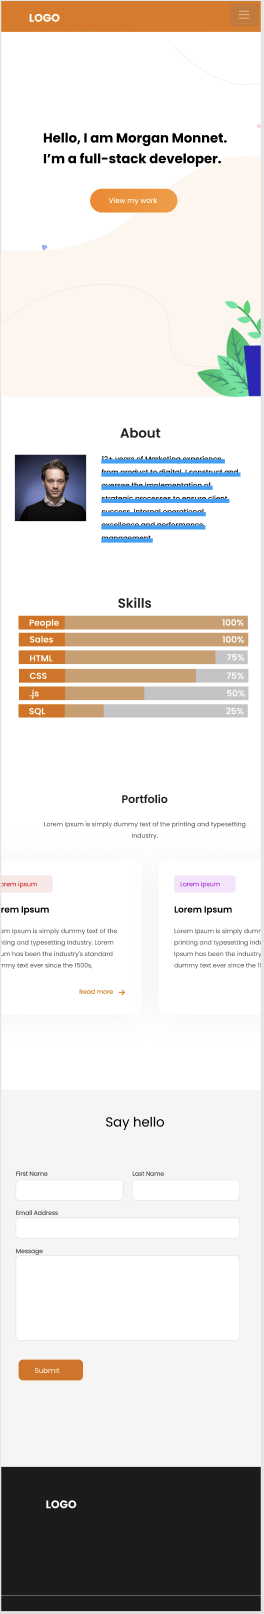 LOGO
Hello, I am Morgan Monnet.
I'm a full-stack developer.
View my work
About
12+ years of Marketing experience,
from product to digital. I construct and
oversee the implementation of
strategic processes to ensure client
success, internal operational
excellence and performance
management.
Skills
People 100%
Sales 100%
HTML 75%
CSS 75%
.js 50%
SQL 25%
Portfolio
Lorem Ipsum is simply dummy text of the printing and typesetting
industry.
orem ipsum
rem Ipsum
em Ipsum is simply dummy text of the
nting and typesetting industry. Lorem
um has been the industry's standard
mmy text ever since the 1500s,
Read more
Lorem ipsum
Lorem Ipsum
Lorem Ipsum is simply dumm
printing and typesetting indu
Ipsum has been the industry
dummy text ever since the 15
Say hello
First Name Last Name
Email Address
Message
Submit
LOGO